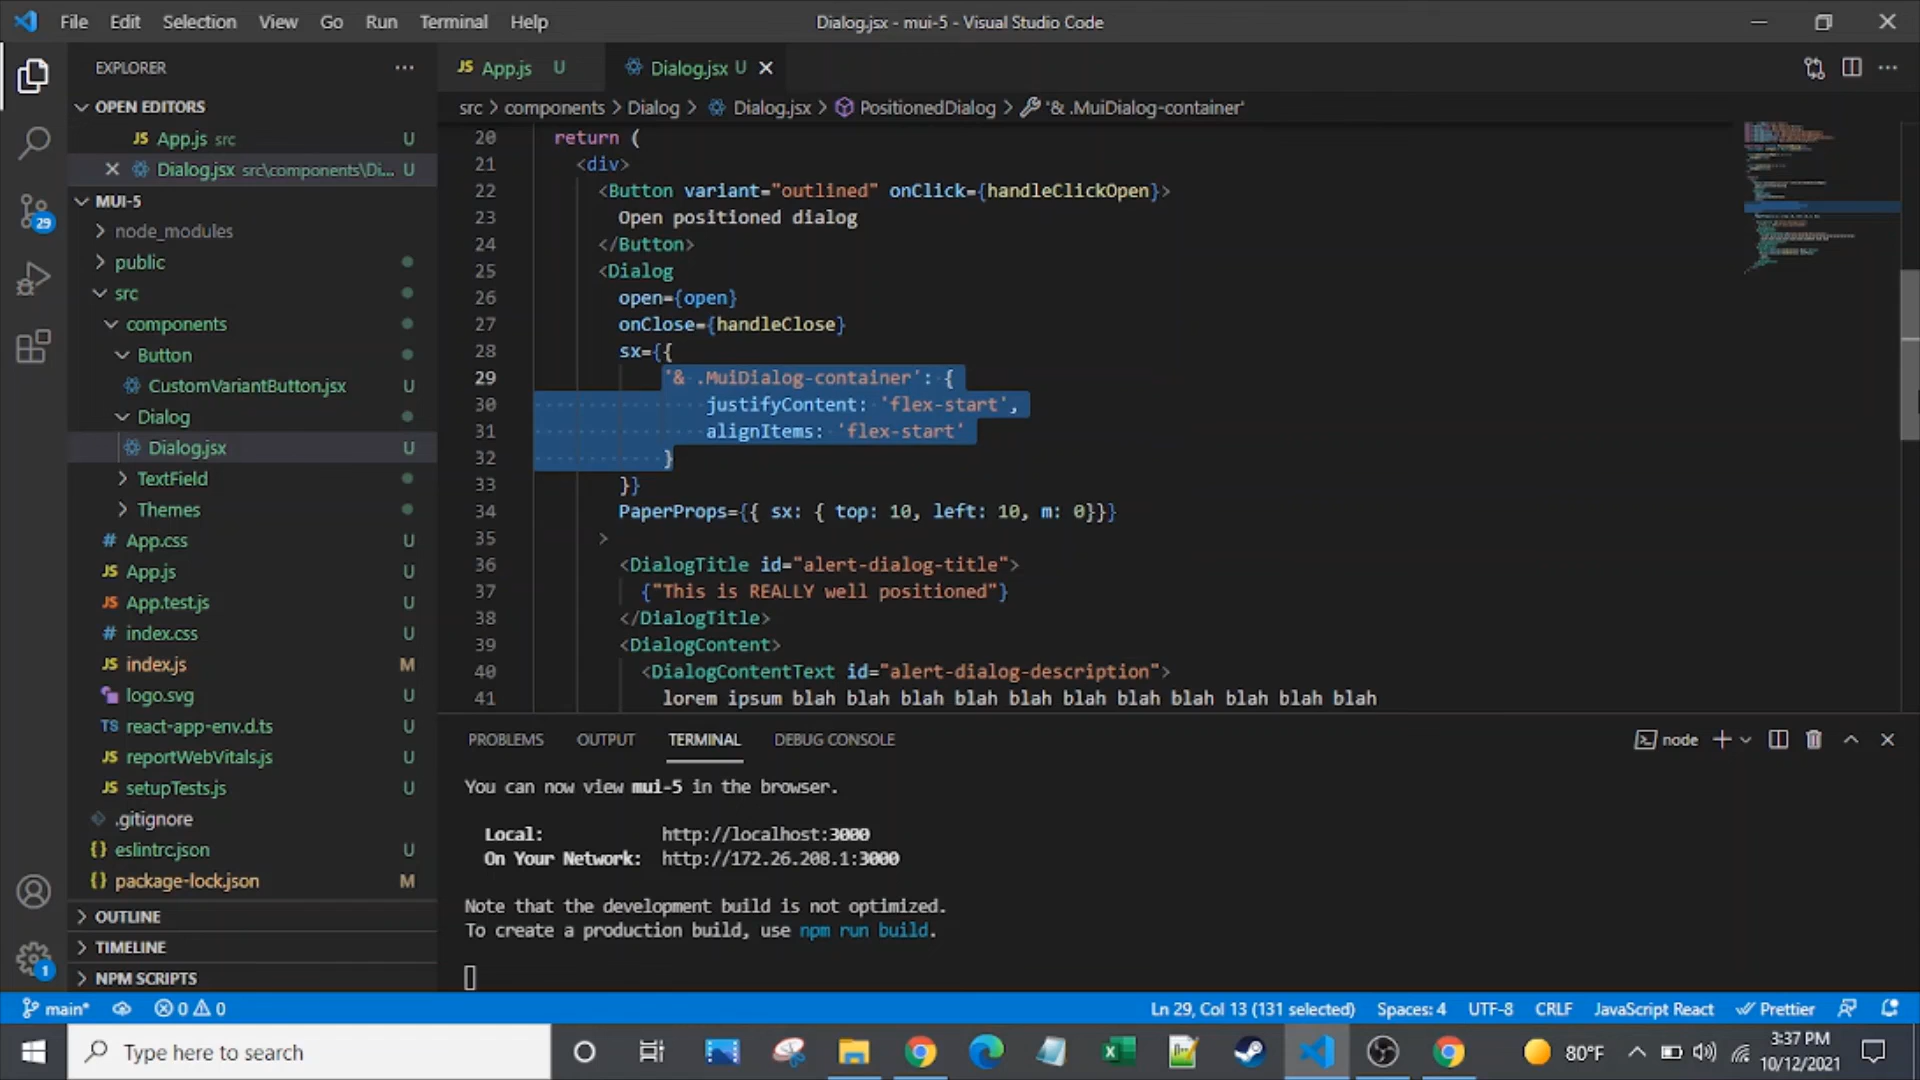 File Edit Selection View Go Run Terminal Help
Dialog.jsx - mui-5 - Visual Studio Code
EXPLORER
OPEN EDITORS
JS App.js src U
Dialog.jsx src\components\Di... U
MUI-5
node_modules
public
src
components
Button
CustomVariantButton.jsx U
Dialog
Dialog.jsx U
TextField
Themes
# App.css U
JS App.js U
JS App.test.js U
# index.css U
JS index.js M
logo.svg U
TS react-app-env.d.ts U
JS reportWebVitals.js U
JS setupTests.js U
.gitignore
{} eslintrc.json U
{} package-lock.json M
OUTLINE
TIMELINE
NPM SCRIPTS
29
1
JS App.js U
Dialog.jsx U
src > components > Dialog > Dialog.jsx > PositionedDialog > '& .MuiDialog-container'
20 return (
21 <div>
22 <Button variant="outlined" onClick={handleClickOpen}>
23 Open positioned dialog
24 </Button>
25 <Dialog
26 open={open}
27 onClose={handleClose}
28 sx={{
29 '& .MuiDialog-container': {
30 justifyContent: 'flex-start',
31 alignItems: 'flex-start'
32 }
33 }}
34 PaperProps={{ sx: { top: 10, left: 10, m: 0}}}
35 >
36 <DialogTitle id="alert-dialog-title">
37 {"This is REALLY well positioned"}
38 </DialogTitle>
39 <DialogContent>
40 <DialogContentText id="alert-dialog-description">
41 lorem ipsum blah blah blah blah blah blah blah blah blah blah blah
PROBLEMS OUTPUT TERMINAL DEBUG CONSOLE
node
You can now view mui-5 in the browser.
Local: http://localhost:3000
On Your Network: http://172.26.208.1:3000
Note that the development build is not optimized.
To create a production build, use npm run build.
main* 0 0
Ln 29, Col 13 (131 selected) Spaces: 4 UTF-8 CRLF JavaScript React Prettier
Type here to search
80°F
3:37 PM
10/12/2021